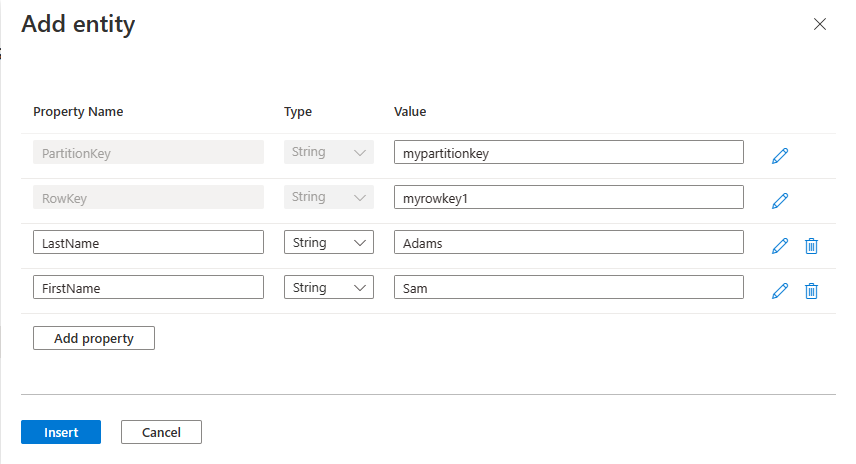 Add entity
Property Name Type Value
PartitionKey String mypartitionkey
RowKey String myrowkey1
LastName String Adams
FirstName String Sam
Add property
Insert Cancel